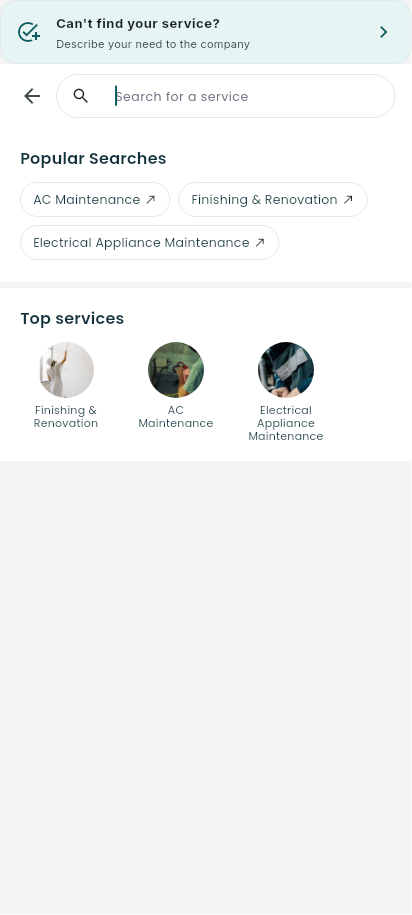 Can't find your service?
Describe your need to the company
Search for a service
Popular Searches
AC Maintenance
Finishing & Renovation
Electrical Appliance Maintenance
Top services
Finishing &
Renovation
AC
Maintenance
Electrical
Appliance
Maintenance